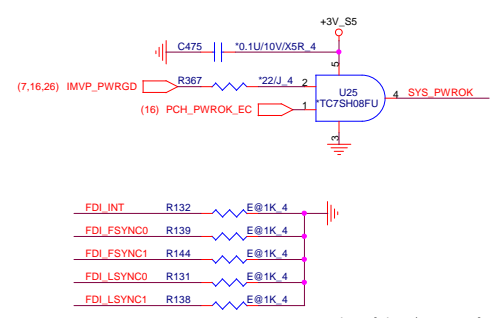 +3V_S5
C475 *0.1U/10V/X5R_4
5
(7,16,26) IMVP_PWRGD R367 *22/J_4 2
U25
*TC7SH08FU
4 SYS_PWROK
(16) PCH_PWROK_EC 1
3
FDI_INT R132 E@1K_4
FDI_FSYNC0 R139 E@1K_4
FDI_FSYNC1 R144 E@1K_4
FDI_LSYNC0 R131 E@1K_4
FDI_LSYNC1 R138 E@1K_4